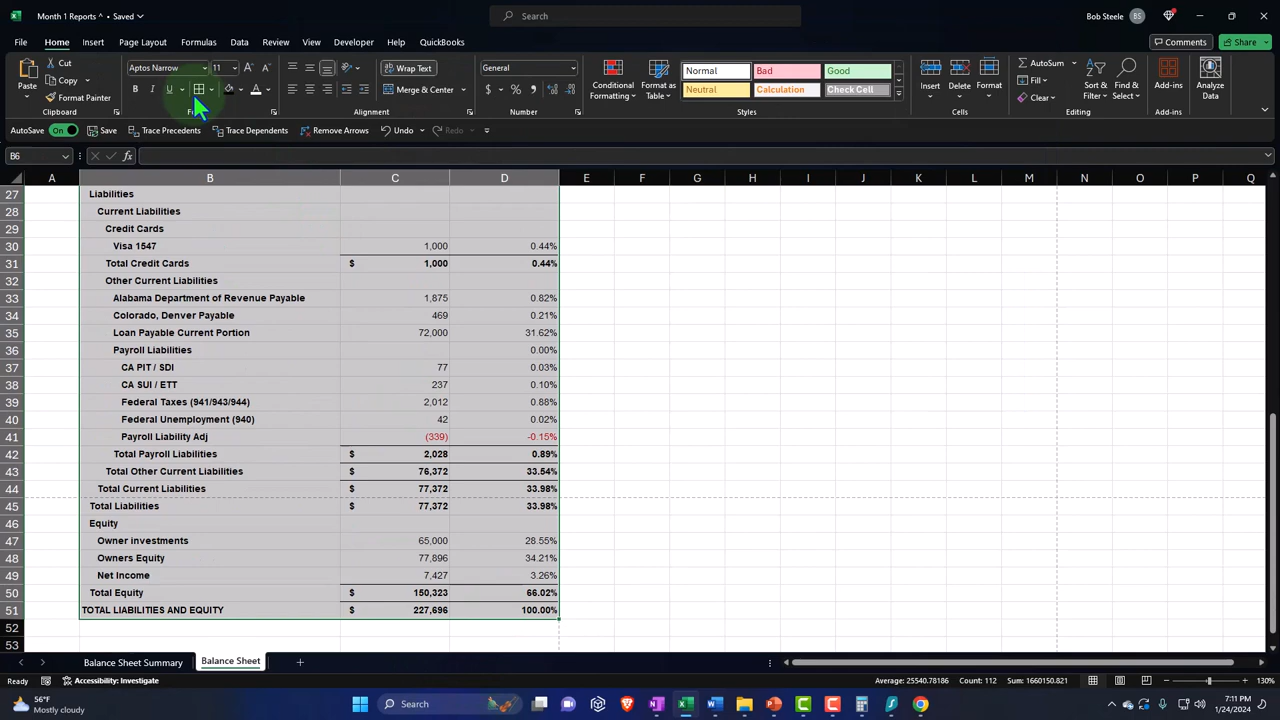 Month 1 Reports ^ • Saved
Search
Bob Steele BS
File Home Insert Page Layout Formulas Data Review View Developer Help QuickBooks
Comments Share
Paste
Cut
Copy
Format Painter
Clipboard
Aptos Narrow 11
B I U
Wrap Text
Merge & Center
Alignment
General
$ % 
Number
Conditional Formatting
Format as Table
Normal Bad Good
Neutral Calculation Check Cell
Styles
Insert Delete Format
Cells
Fill
Clear
Sort & Filter
Find & Select
Editing
Add-ins
Add-ins
Analyze Data
AutoSave On Save Trace Precedents Trace Dependents Remove Arrows Undo Redo
B6 fx
A B C D E F G H I J K L M N O P Q
27 Liabilities
28 Current Liabilities
29 Credit Cards
30 Visa 1547 1,000 0.44%
31 Total Credit Cards $ 1,000 0.44%
32 Other Current Liabilities
33 Alabama Department of Revenue Payable 1,875 0.82%
34 Colorado, Denver Payable 469 0.21%
35 Loan Payable Current Portion 72,000 31.62%
36 Payroll Liabilities 0.00%
37 CA PIT / SDI 77 0.03%
38 CA SUI / ETT 237 0.10%
39 Federal Taxes (941/943/944) 2,012 0.88%
40 Federal Unemployment (940) 42 0.02%
41 Payroll Liability Adj (339) -0.15%
42 Total Payroll Liabilities $ 2,028 0.89%
43 Total Other Current Liabilities $ 76,372 33.54%
44 Total Current Liabilities $ 77,372 33.98%
45 Total Liabilities $ 77,372 33.98%
46 Equity
47 Owner investments 65,000 28.55%
48 Owners Equity 77,896 34.21%
49 Net Income 7,427 3.26%
50 Total Equity $ 150,323 66.02%
51 TOTAL LIABILITIES AND EQUITY $ 227,696 100.00%
52
53
Balance Sheet Summary Balance Sheet
Ready Accessibility: Investigate Average: 25540.78186 Count: 112 Sum: 1660150.821 130%
56°F
Mostly cloudy
Search
7:11 PM
1/24/2024